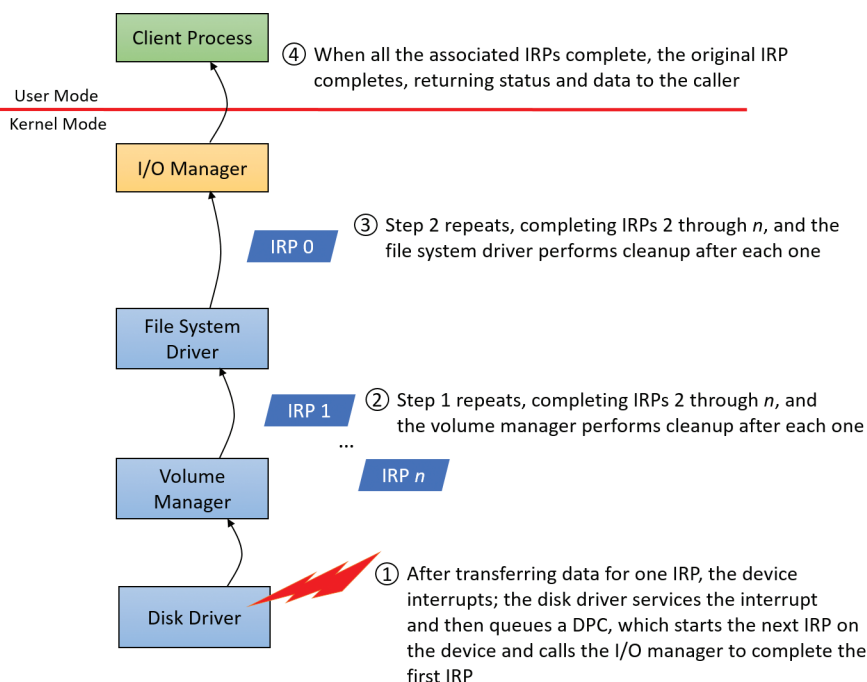 Client Process
④ When all the associated IRPs complete, the original IRP
completes, returning status and data to the caller
User Mode
Kernel Mode
I/O Manager
③ Step 2 repeats, completing IRPs 2 through n, and the
file system driver performs cleanup after each one
IRP 0
File System
Driver
② Step 1 repeats, completing IRPs 2 through n, and
the volume manager performs cleanup after each one
IRP 1
...
IRP n
Volume
Manager
① After transferring data for one IRP, the device
interrupts; the disk driver services the interrupt
and then queues a DPC, which starts the next IRP on
the device and calls the I/O manager to complete the
first IRP
Disk Driver